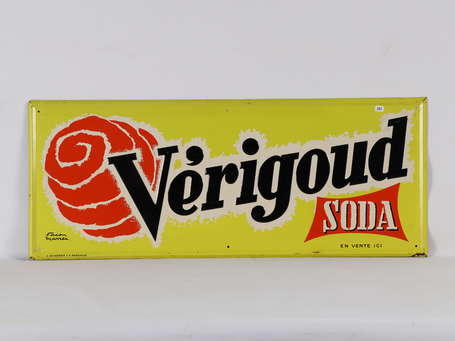 Vérigoud
SODA
EN VENTE ICI